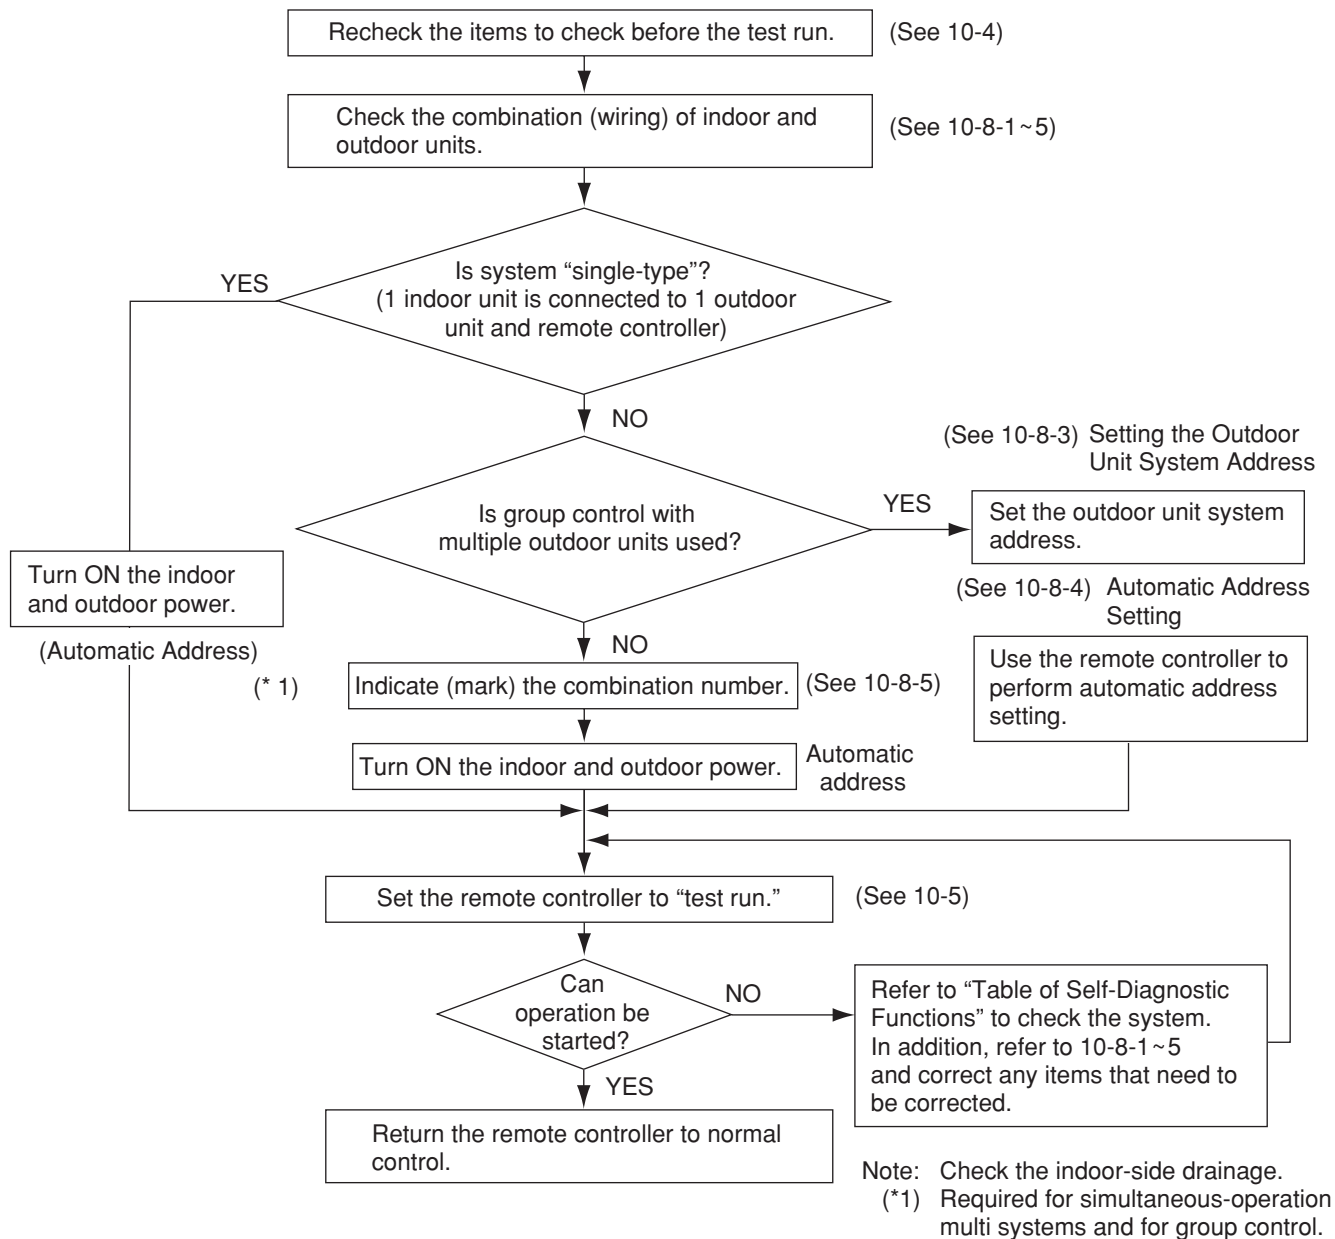 Recheck the items to check before the test run.
(See 10-4)
Check the combination (wiring) of indoor and
outdoor units.
(See 10-8-1~5)
Is system “single-type”?
(1 indoor unit is connected to 1 outdoor
unit and remote controller)
YES
NO
(See 10-8-3) Setting the Outdoor
Unit System Address
Is group control with
multiple outdoor units used?
YES
Set the outdoor unit system
address.
Turn ON the indoor
and outdoor power.
(Automatic Address)
(See 10-8-4) Automatic Address
Setting
NO
Use the remote controller to
perform automatic address
setting.
(* 1)
Indicate (mark) the combination number.
(See 10-8-5)
Turn ON the indoor and outdoor power.
Automatic
address
Set the remote controller to “test run.”
(See 10-5)
Can
operation be
started?
NO
Refer to “Table of Self-Diagnostic
Functions” to check the system.
In addition, refer to 10-8-1~5
and correct any items that need to
be corrected.
YES
Return the remote controller to normal
control.
Note: Check the indoor-side drainage.
(*1) Required for simultaneous-operation
multi systems and for group control.